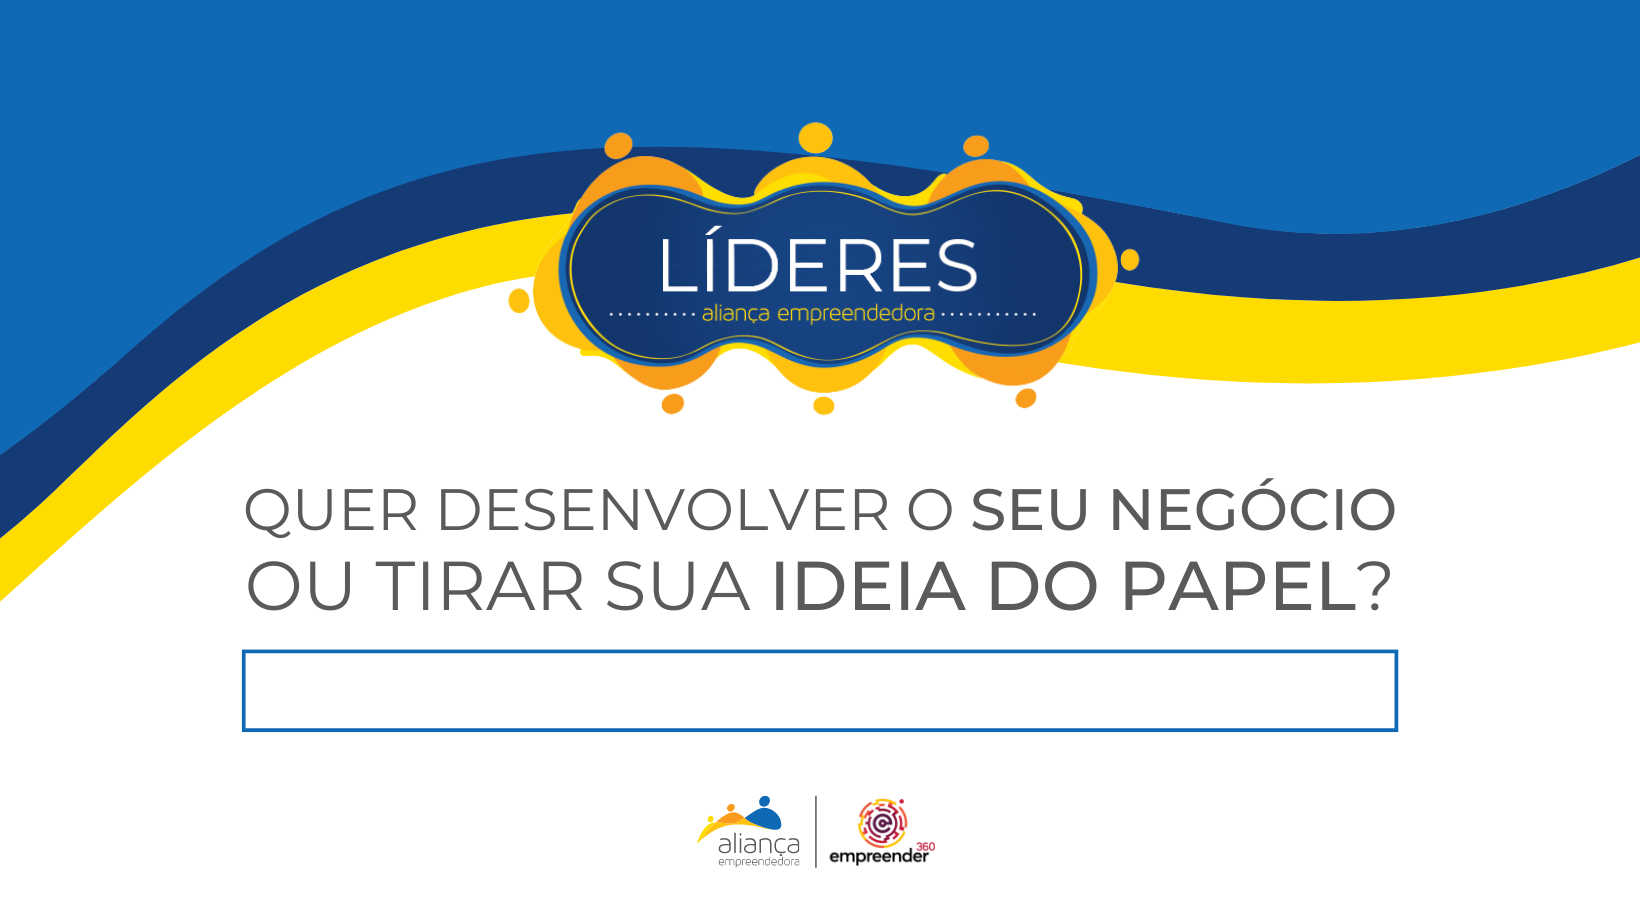 LÍDERES
aliança empreendedora
QUER DESENVOLVER O SEU NEGÓCIO
OU TIRAR SUA IDEIA DO PAPEL?
aliança
empreendedora
e
empreender 360